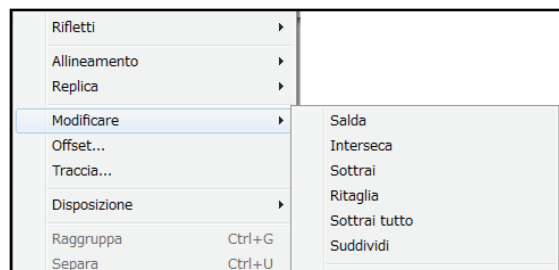 Rifletti
Allineamento
Replica
Modificare
Offset...
Traccia...
Disposizione
Raggruppa Ctrl+G
Separa Ctrl+U
Salda
Interseca
Sottrai
Ritaglia
Sottrai tutto
Suddividi